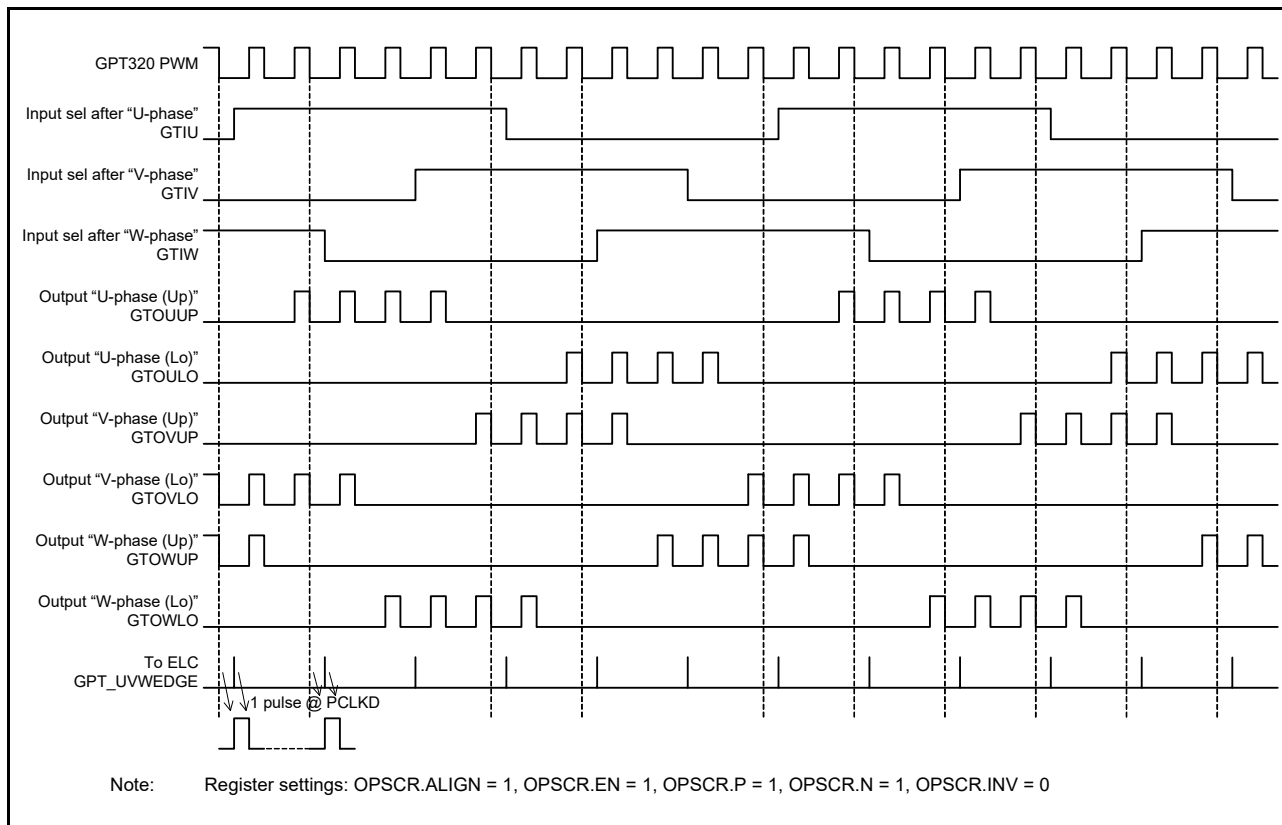 GPT320 PWM
Input sel after “U-phase”
GTIU
Input sel after “V-phase”
GTIV
Input sel after “W-phase”
GTIW
Output “U-phase (Up)”
GTOUUP
Output “U-phase (Lo)”
GTOULO
Output “V-phase (Up)”
GTOVUP
Output “V-phase (Lo)”
GTOVLO
Output “W-phase (Up)”
GTOWUP
Output “W-phase (Lo)”
GTOWLO
To ELC
GPT_UVWEDGE
1 pulse @ PCLKD
Note: Register settings: OPSCR.ALIGN = 1, OPSCR.EN = 1, OPSCR.P = 1, OPSCR.N = 1, OPSCR.INV = 0